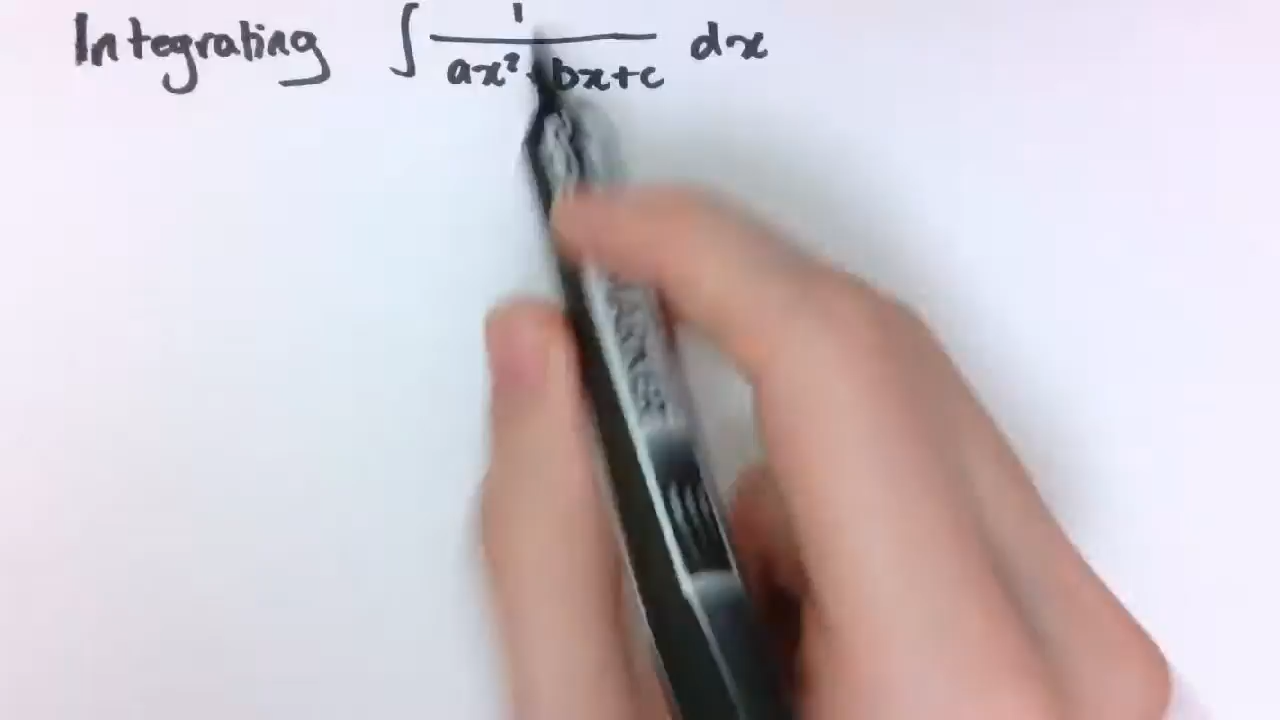 Integrating ∫ 1/(ax²+bx+c) dx